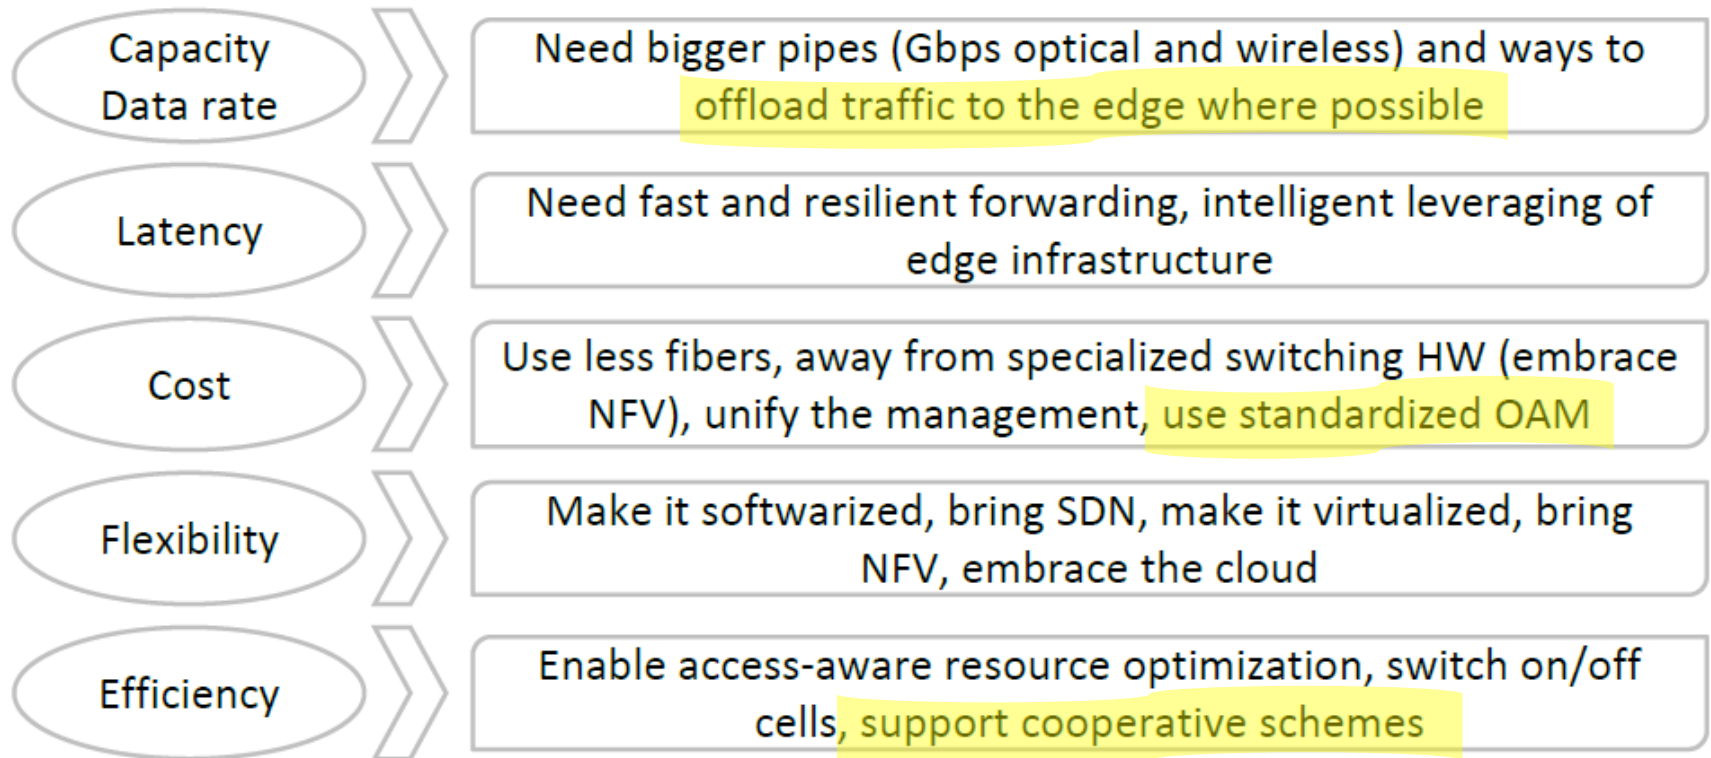 Capacity
Data rate
Need bigger pipes (Gbps optical and wireless) and ways to
offload traffic to the edge where possible
Latency
Need fast and resilient forwarding, intelligent leveraging of
edge infrastructure
Cost
Use less fibers, away from specialized switching HW (embrace
NFV), unify the management, use standardized OAM
Flexibility
Make it softwarized, bring SDN, make it virtualized, bring
NFV, embrace the cloud
Efficiency
Enable access-aware resource optimization, switch on/off
cells, support cooperative schemes